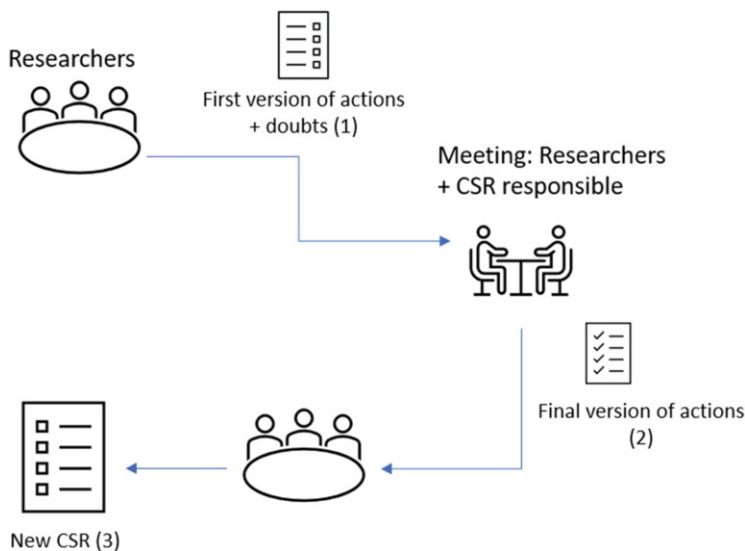 Researchers
First version of actions
+ doubts (1)
Meeting: Researchers
+ CSR responsible
Final version of actions
(2)
New CSR (3)